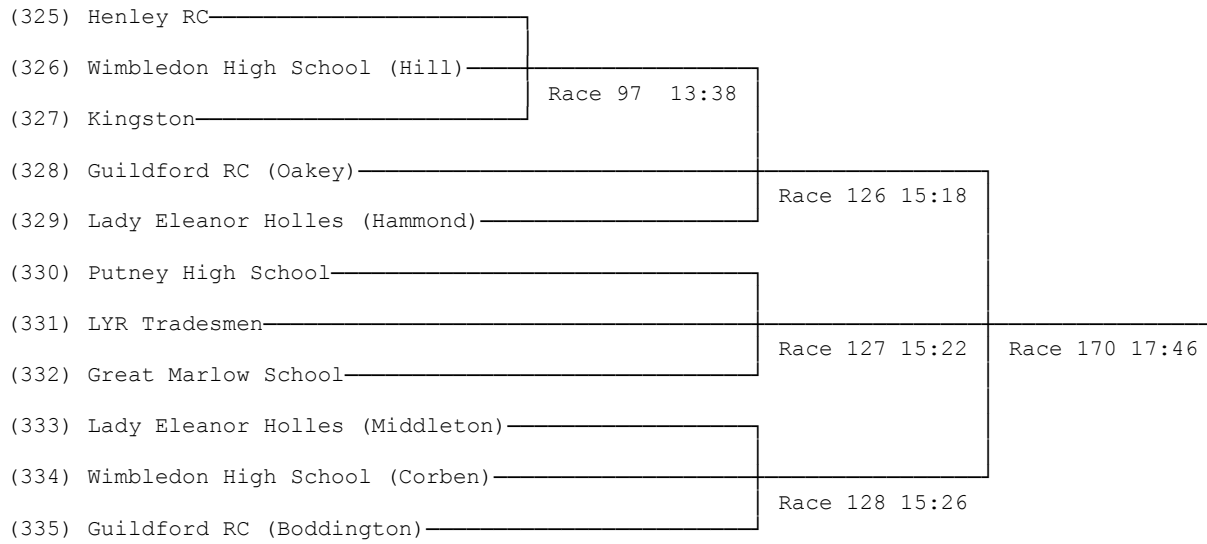 (325) Henley RC
(326) Wimbledon High School (Hill)
Race 97 13:38
(327) Kingston
(328) Guildford RC (Oakey)
Race 126 15:18
(329) Lady Eleanor Holles (Hammond)
(330) Putney High School
(331) LYR Tradesmen
Race 127 15:22 Race 170 17:46
(332) Great Marlow School
(333) Lady Eleanor Holles (Middleton)
(334) Wimbledon High School (Corben)
Race 128 15:26
(335) Guildford RC (Boddington)